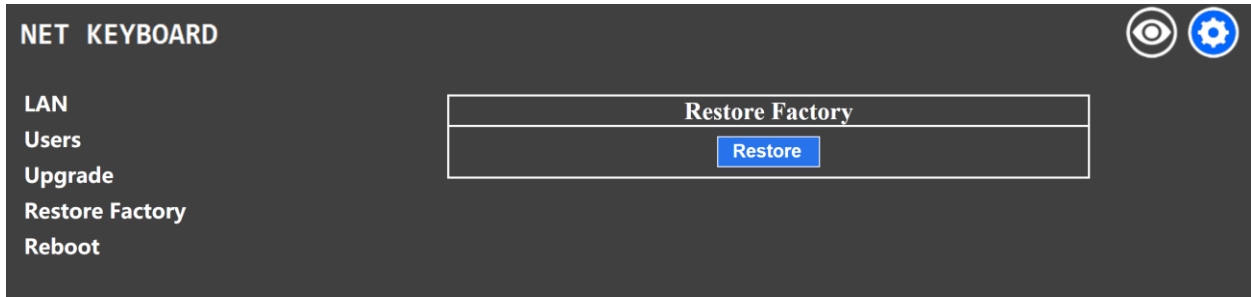 NET KEYBOARD
LAN
Users
Upgrade
Restore Factory
Reboot
Restore Factory
Restore